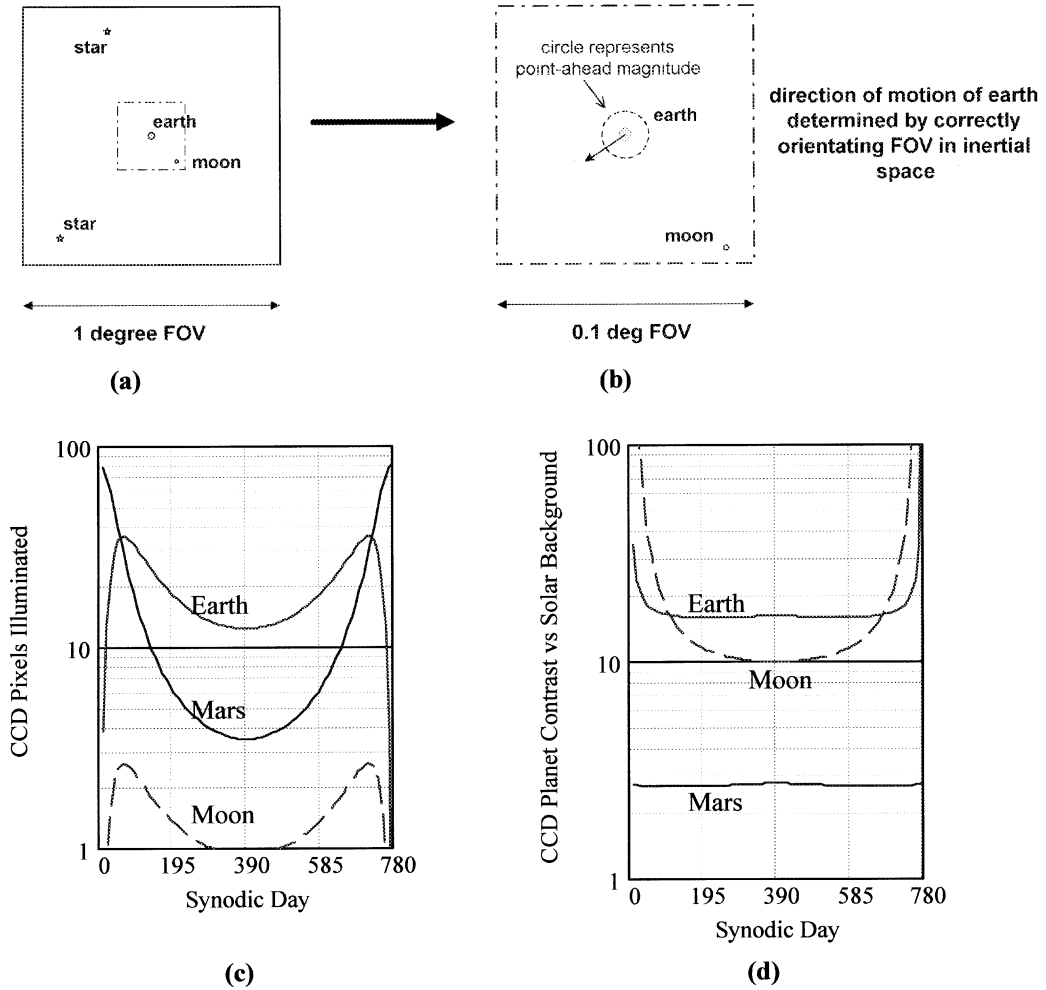 star
earth
moon
star
1 degree FOV
(a)
circle represents
point-ahead magnitude
earth
moon
0.1 deg FOV
(b)
direction of motion of earth
determined by correctly
orientating FOV in inertial
space
CCD Pixels Illuminated
100
10
1
Earth
Mars
Moon
0 195 390 585 780
Synodic Day
(c)
CCD Planet Contrast vs Solar Background
100
10
1
Earth
Moon
Mars
0 195 390 585 780
Synodic Day
(d)